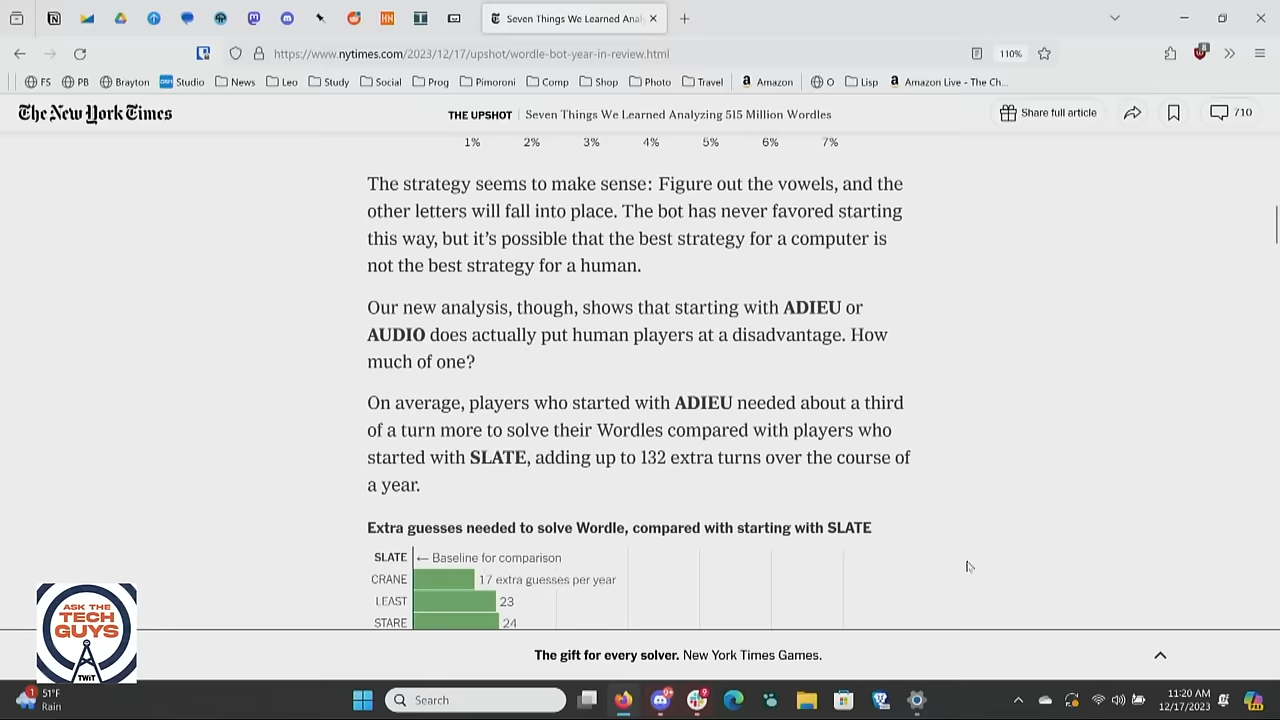 Seven Things We Learned Anal
https://www.nytimes.com/2023/12/17/upshot/wordle-bot-year-in-review.html
110%
FS PB Brayton Studio News Leo Study Social Prog Pimoroni Comp Shop Photo Travel Amazon O Lisp Amazon Live - The Ch...
The New York Times
THE UPSHOT | Seven Things We Learned Analyzing 515 Million Wordles
Share full article
710
1% 2% 3% 4% 5% 6% 7%
The strategy seems to make sense: Figure out the vowels, and the
other letters will fall into place. The bot has never favored starting
this way, but it’s possible that the best strategy for a computer is
not the best strategy for a human.
Our new analysis, though, shows that starting with ADIEU or
AUDIO does actually put human players at a disadvantage. How
much of one?
On average, players who started with ADIEU needed about a third
of a turn more to solve their Wordles compared with players who
started with SLATE, adding up to 132 extra turns over the course of
a year.
Extra guesses needed to solve Wordle, compared with starting with SLATE
SLATE ← Baseline for comparison
CRANE 17 extra guesses per year
LEAST 23
STARE 24
ASK THE
TECH
GUYS
TWiT
The gift for every solver. New York Times Games.
51°F
Rain
Search
11:20 AM
12/17/2023